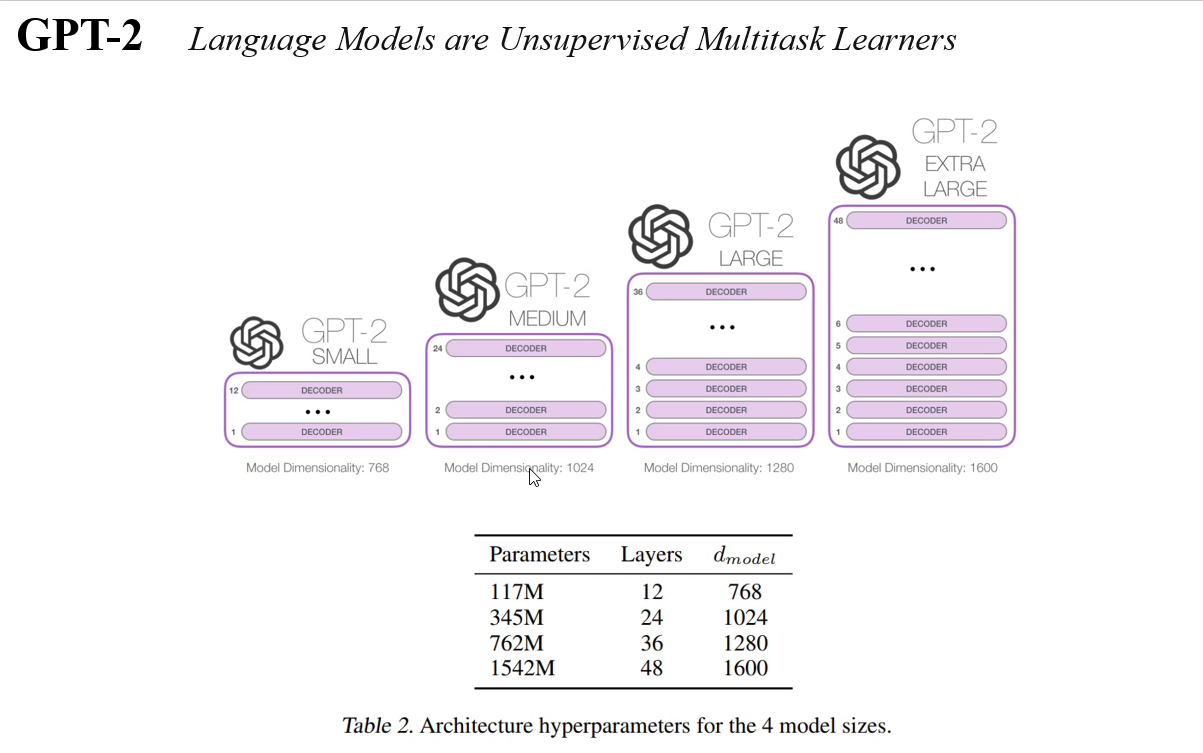 GPT-2 Language Models are Unsupervised Multitask Learners
GPT-2
SMALL
12 DECODER
...
1 DECODER
Model Dimensionality: 768
GPT-2
MEDIUM
24 DECODER
...
2 DECODER
1 DECODER
Model Dimensionality: 1024
GPT-2
LARGE
36 DECODER
...
4 DECODER
3 DECODER
2 DECODER
1 DECODER
Model Dimensionality: 1280
GPT-2
EXTRA
LARGE
48 DECODER
...
6 DECODER
5 DECODER
4 DECODER
3 DECODER
2 DECODER
1 DECODER
Model Dimensionality: 1600
Parameters Layers dmodel
117M 12 768
345M 24 1024
762M 36 1280
1542M 48 1600
Table 2. Architecture hyperparameters for the 4 model sizes.